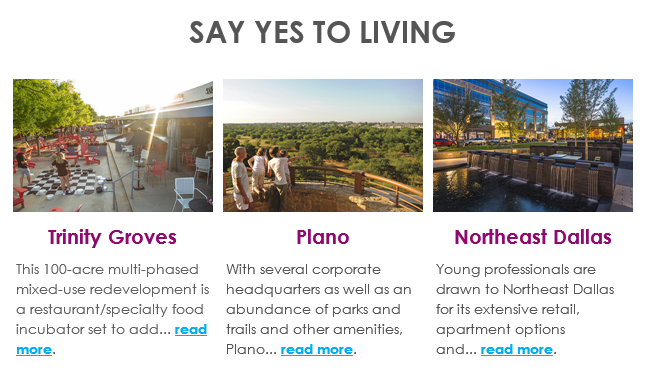 SAY YES TO LIVING
Trinity Groves
This 100-acre multi-phased
mixed-use redevelopment is
a restaurant/specialty food
incubator set to add... read
more.
Plano
With several corporate
headquarters as well as an
abundance of parks and
trails and other amenities,
Plano... read more.
Northeast Dallas
Young professionals are
drawn to Northeast Dallas
for its extensive retail,
apartment options
and... read more.